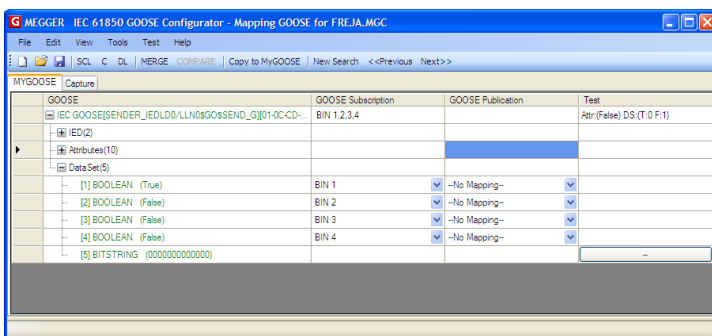 G MEGGER IEC 61850 GOOSE Configurator - Mapping GOOSE for FREJA.MGC
File Edit View Tools Test Help
SCL C DL MERGE COMPARE Copy to MyGOOSE New Search <<Previous Next>>
MYGOOSE Capture
GOOSE GOOSE Subscription GOOSE Publication Test
IEC GOOSE[SENDER_IEDLD0/LLN0$GO$SEND_G][01-0C-CD-... BIN 1,2,3,4 Attr:(False) DS:(T:0 F:1)
IED(2)
Attributes(10)
DataSet(5)
[1] BOOLEAN (True) BIN 1 --No Mapping--
[2] BOOLEAN (False) BIN 2 --No Mapping--
[3] BOOLEAN (False) BIN 3 --No Mapping--
[4] BOOLEAN (False) BIN 4 --No Mapping--
[5] BITSTRING (0000000000000) --